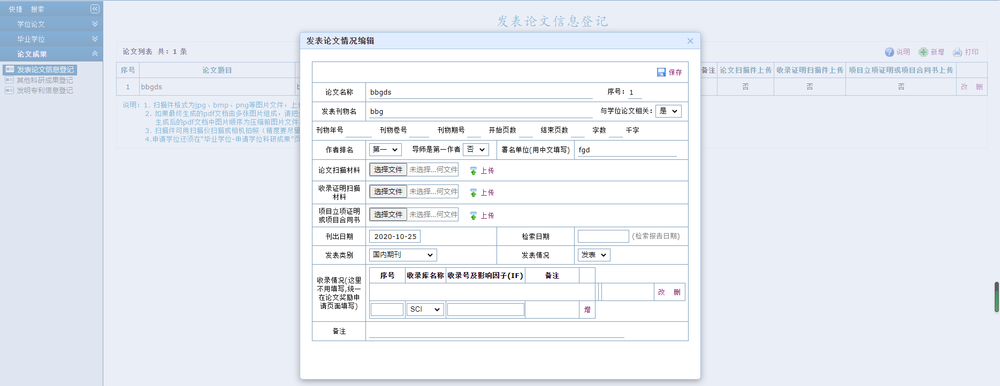 快捷 搜索
学位论文
毕业学位
论文成果
发表论文信息登记
其他科研成果登记
发明专利信息登记
发表论文信息登记
论文列表 共：1 条
说明 新增 打印
序号 论文题目 备注 论文扫描件上传 收录证明扫描件上传 项目立项证明或项目合同书上传
1 bbgds 否 否 否 改 删
说明：1. 扫描件格式为jpg、bmp、png等图片文件，上
2. 如果最终生成的pdf文档由多张图片组成，请把
生成后的pdf文档中图片顺序为压缩前图片文件
3. 扫描件可用扫描仪扫描或相机拍照（精度要尽量
4.申请学位还须在“毕业学位-申请学位科研成果”页
发表论文情况编辑
保存
论文名称 bbgds 序号：1
发表刊物名 bbg 与学位论文相关：是
刊物年号 刊物卷号 刊物期号 开始页数 结束页数 字数 千字
作者排名 第一 导师是第一作者 否 署名单位(用中文填写) fgd
论文扫描材料 选择文件 未选择...何文件 上传
收录证明扫描
材料 选择文件 未选择...何文件 上传
项目立项证明
或项目合同书 选择文件 未选择...何文件 上传
刊出日期 2020-10-25 检索日期 (检索报告日期)
发表类别 国内期刊 发表情况 发表
收录情况(这里
不用填写,统一
在论文奖励申
请页面填写)
序号 收录库名称 收录号及影响因子(IF) 备注
改 删
SCI 增
备注